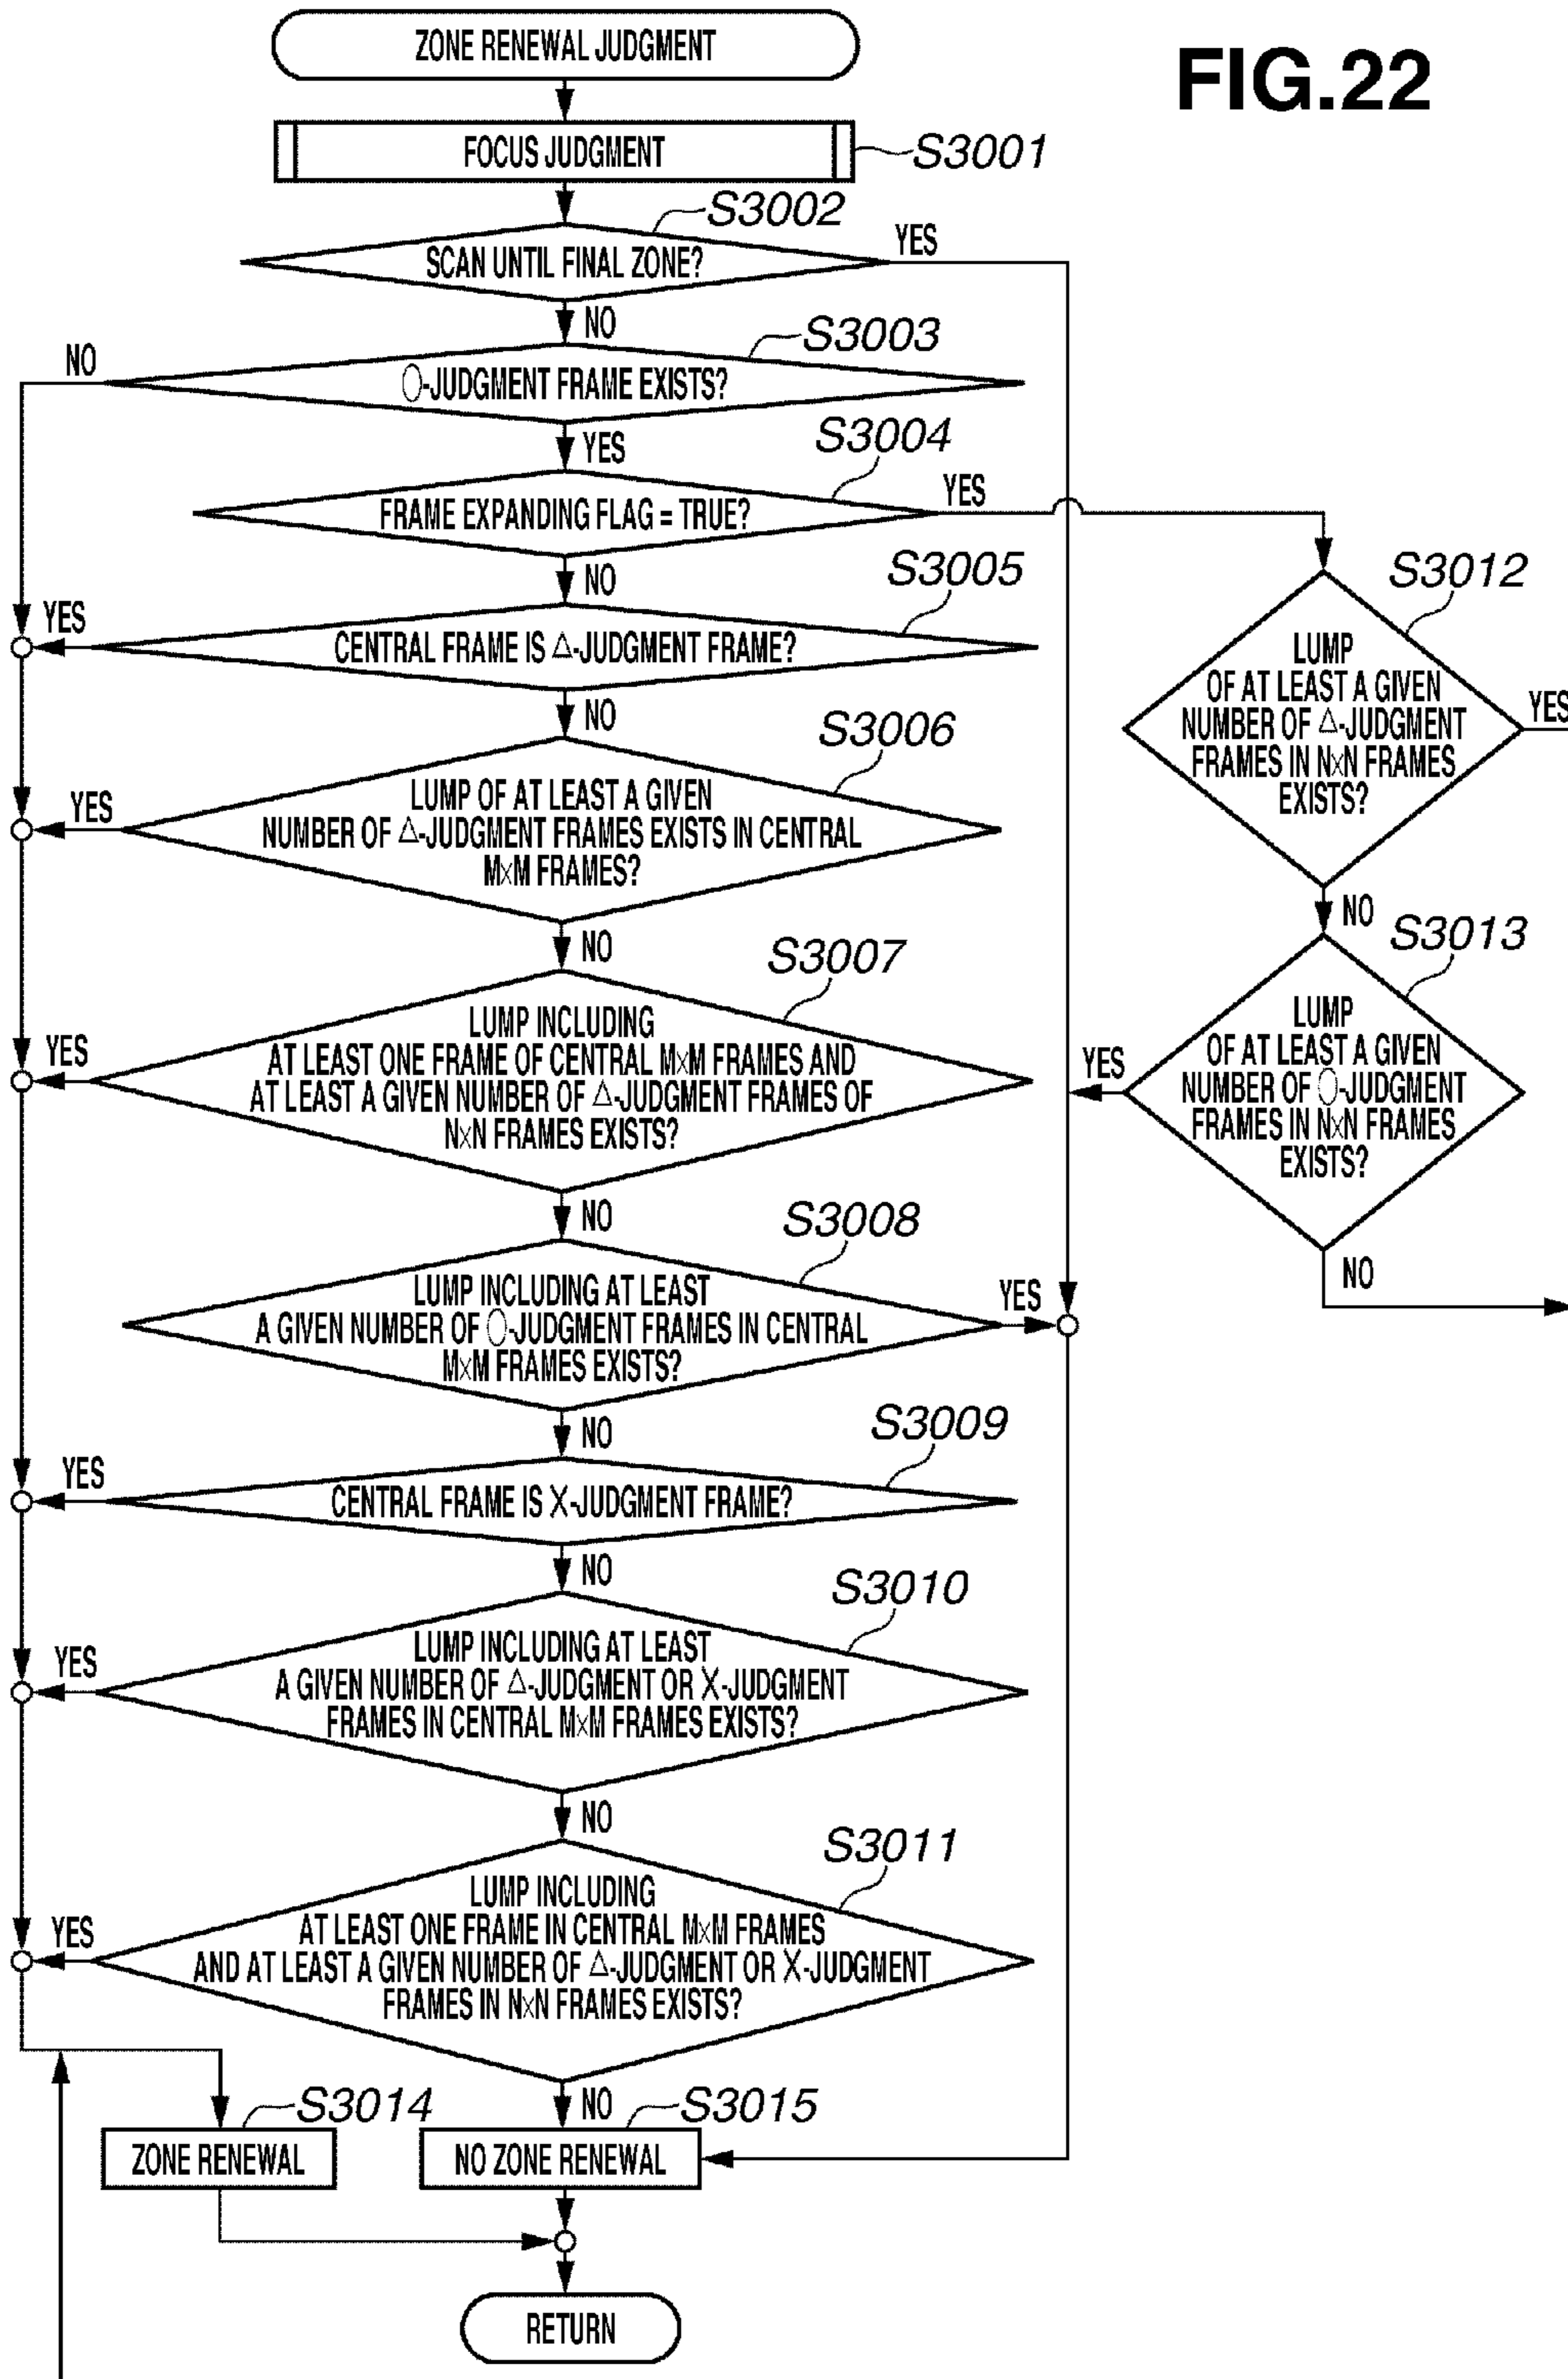 FIG.22
ZONE RENEWAL JUDGMENT
FOCUS JUDGMENT
S3001
S3002
SCAN UNTIL FINAL ZONE?
YES
NO
S3003
NO
○-JUDGMENT FRAME EXISTS?
YES
S3004
FRAME EXPANDING FLAG = TRUE?
YES
NO
S3005
YES
CENTRAL FRAME IS △-JUDGMENT FRAME?
NO
S3006
YES
LUMP OF AT LEAST A GIVEN
NUMBER OF △-JUDGMENT FRAMES EXISTS IN CENTRAL
M×M FRAMES?
NO
S3007
YES
LUMP INCLUDING
AT LEAST ONE FRAME OF CENTRAL M×M FRAMES AND
AT LEAST A GIVEN NUMBER OF △-JUDGMENT FRAMES OF
N×N FRAMES EXISTS?
NO
S3008
LUMP INCLUDING AT LEAST
A GIVEN NUMBER OF ○-JUDGMENT FRAMES IN CENTRAL
M×M FRAMES EXISTS?
YES
NO
S3009
YES
CENTRAL FRAME IS X-JUDGMENT FRAME?
NO
S3010
YES
LUMP INCLUDING AT LEAST
A GIVEN NUMBER OF △-JUDGMENT OR X-JUDGMENT
FRAMES IN CENTRAL M×M FRAMES EXISTS?
NO
S3011
YES
LUMP INCLUDING
AT LEAST ONE FRAME IN CENTRAL M×M FRAMES
AND AT LEAST A GIVEN NUMBER OF △-JUDGMENT OR X-JUDGMENT
FRAMES IN N×N FRAMES EXISTS?
NO
S3012
LUMP
OF AT LEAST A GIVEN
NUMBER OF △-JUDGMENT
FRAMES IN N×N FRAMES
EXISTS?
YES
NO
S3013
LUMP
OF AT LEAST A GIVEN
NUMBER OF ○-JUDGMENT
FRAMES IN N×N FRAMES
EXISTS?
YES
NO
S3014
ZONE RENEWAL
S3015
NO ZONE RENEWAL
RETURN